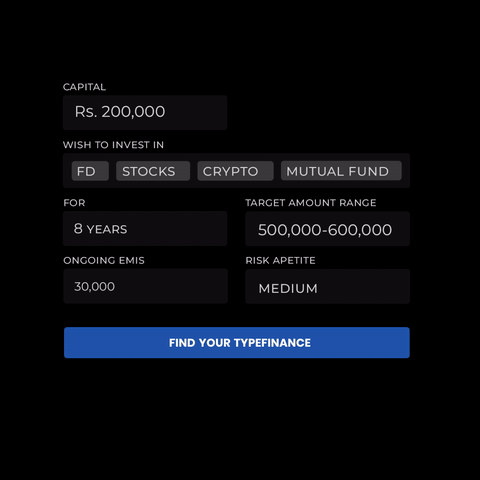 CAPITAL
Rs. 200,000
WISH TO INVEST IN
FD STOCKS CRYPTO MUTUAL FUND
FOR TARGET AMOUNT RANGE
8 YEARS 500,000-600,000
ONGOING EMIS RISK APETITE
30,000 MEDIUM
FIND YOUR TYPEFINANCE